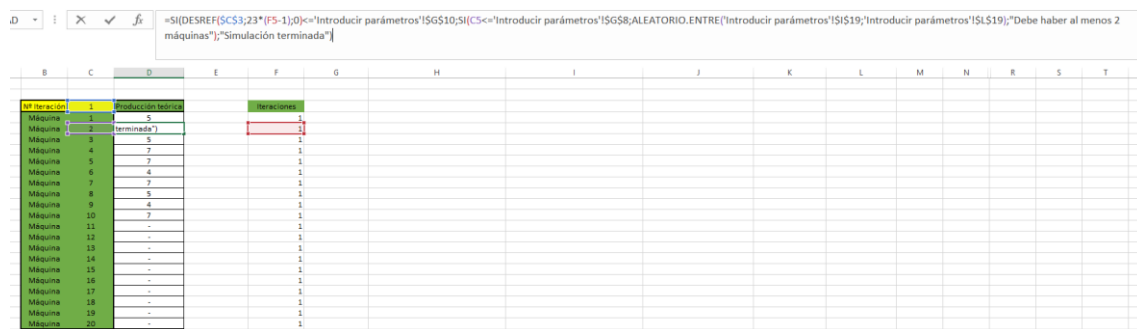 AD
fx
=SI(DESREF($C$3;23*(F5-1);0)<='Introducir parámetros'!$G$10;SI(C5<='Introducir parámetros'!$G$8;ALEATORIO.ENTRE('Introducir parámetros'!$I$19;'Introducir parámetros'!$L$19);"Debe haber al menos 2
máquinas");"Simulación terminada")
B C D E F G H I J K L M N R S T
Nº Iteración 1 Producción teórica Iteraciones
Máquina 1 5 1
Máquina 2 terminada") 1
Máquina 3 5 1
Máquina 4 7 1
Máquina 5 7 1
Máquina 6 4 1
Máquina 7 7 1
Máquina 8 5 1
Máquina 9 4 1
Máquina 10 7 1
Máquina 11 - 1
Máquina 12 - 1
Máquina 13 - 1
Máquina 14 - 1
Máquina 15 - 1
Máquina 16 - 1
Máquina 17 - 1
Máquina 18 - 1
Máquina 19 - 1
Máquina 20 - 1